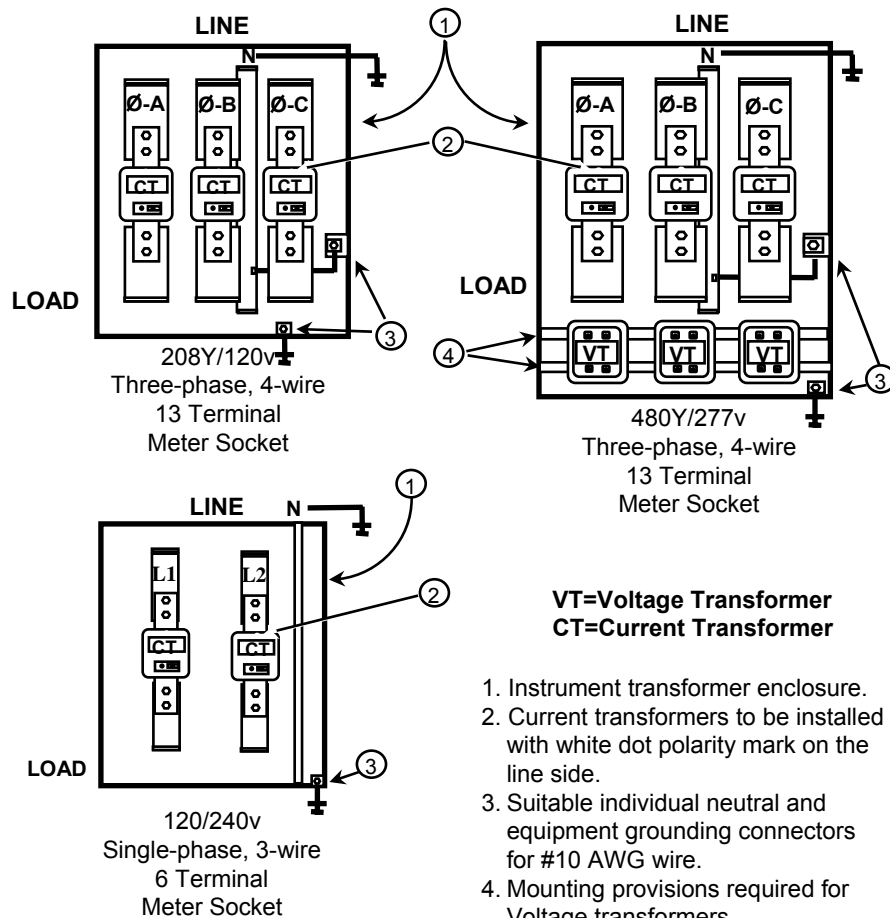 LINE
N
Ø-A Ø-B Ø-C
CT CT CT
LOAD
208Y/120v
Three-phase, 4-wire
13 Terminal
Meter Socket
1
2
3
4
LINE
N
Ø-A Ø-B Ø-C
CT CT CT
LOAD
VT VT VT
3
480Y/277v
Three-phase, 4-wire
13 Terminal
Meter Socket
LINE N
1
L1 L2
2
CT CT
LOAD
3
120/240v
Single-phase, 3-wire
6 Terminal
Meter Socket
VT=Voltage Transformer
CT=Current Transformer
1. Instrument transformer enclosure.
2. Current transformers to be installed
with white dot polarity mark on the
line side.
3. Suitable individual neutral and
equipment grounding connectors
for #10 AWG wire.
4. Mounting provisions required for
Voltage transformers